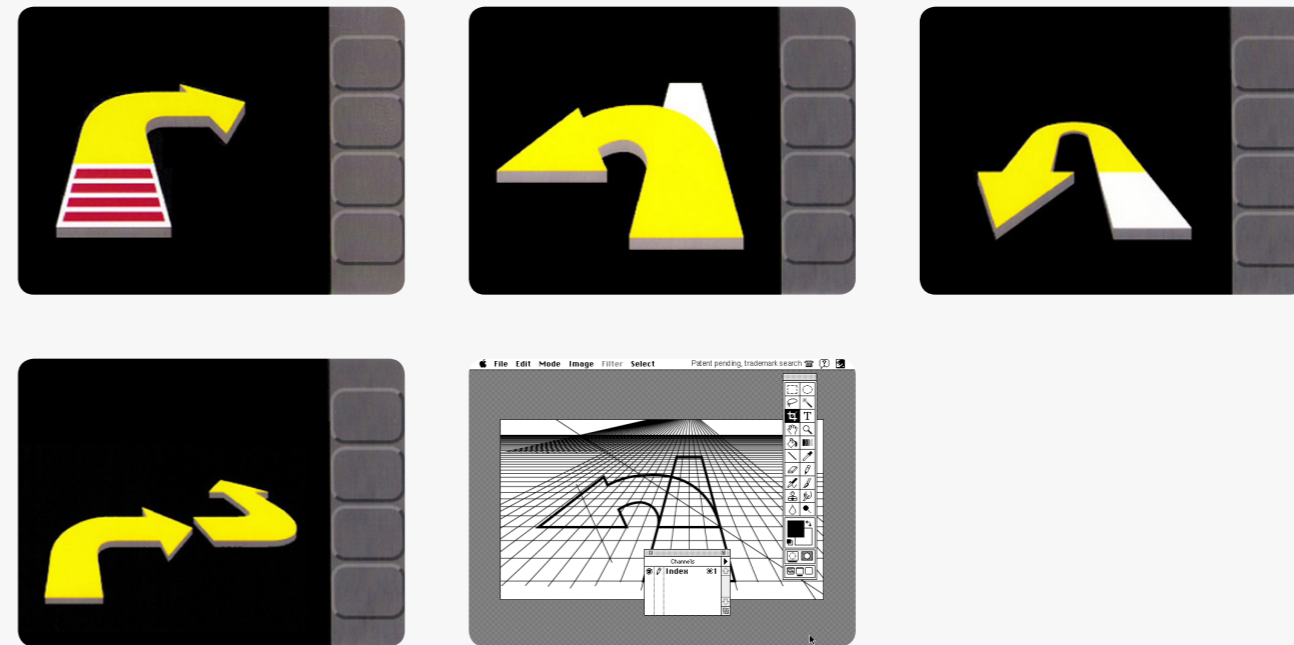 File Edit Mode Image Filter Select Patent pending, trademark search
T
Channels
Index ⌘1